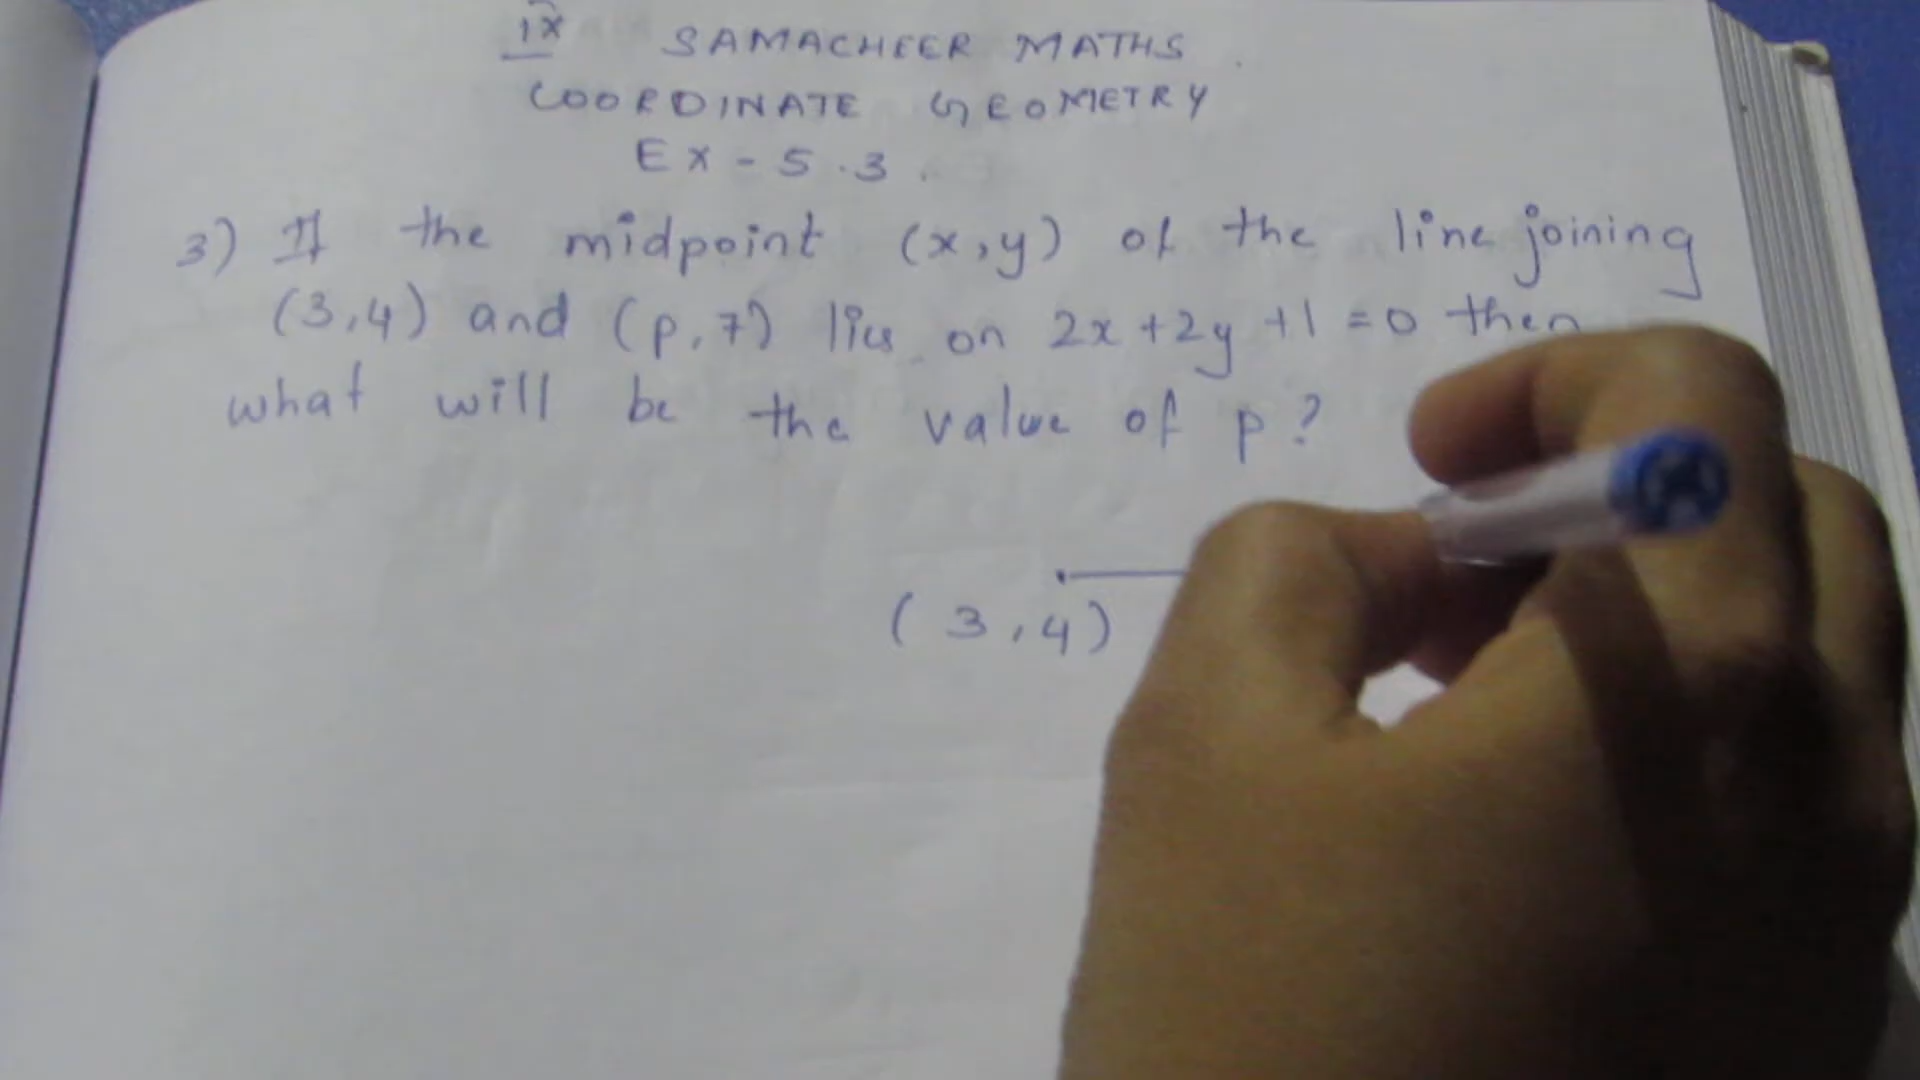 IX SAMACHEER MATHS.
COORDINATE GEOMETRY
Ex - 5.3.
3) If the midpoint (x,y) of the line joining
(3,4) and (p,7) lies on 2x+2y+1=0 then
what will be the value of p?
(3,4)